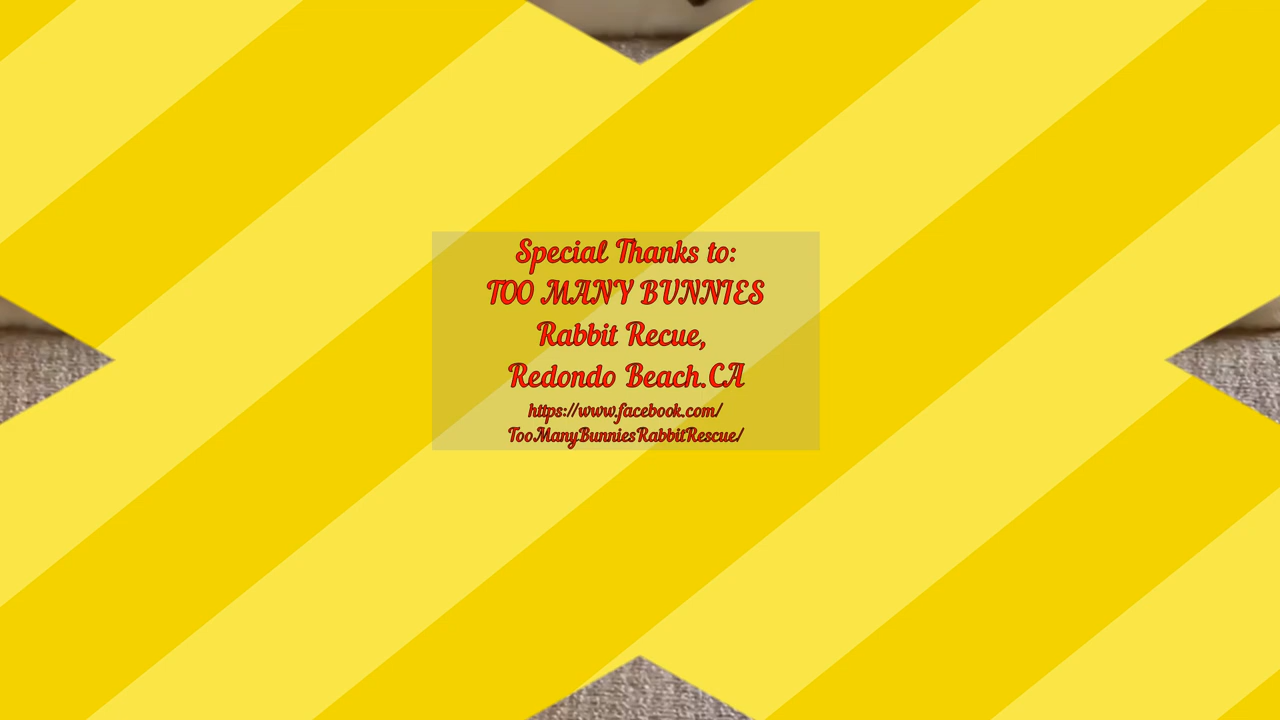 Special Thanks to:
TOO MANY BUNNIES
Rabbit Recue,
Redondo Beach.CA
https://www.facebook.com/
TooManyBunniesRabbitRescue/